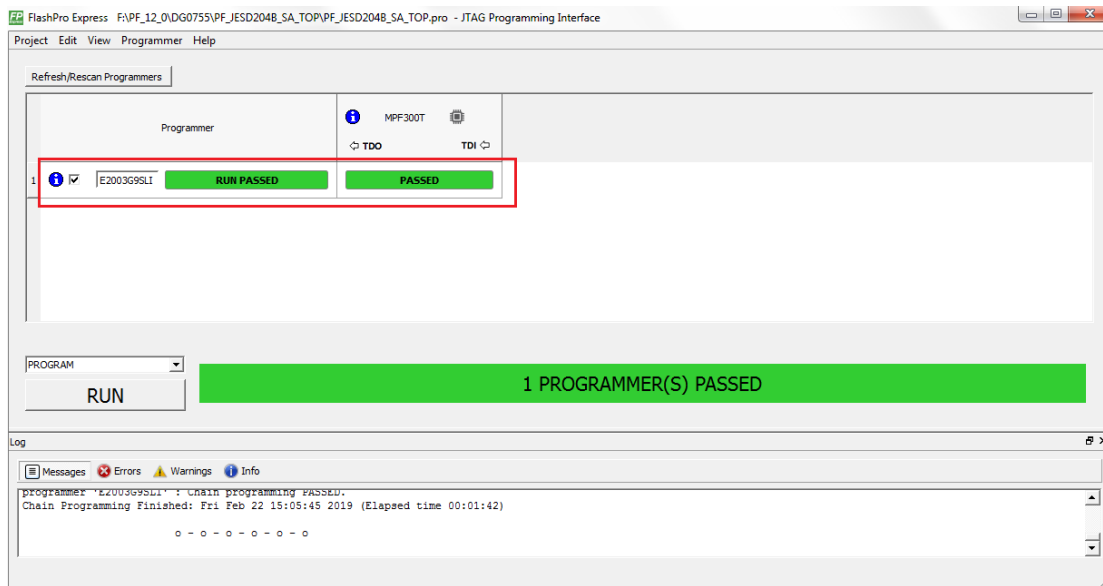 FP FlashPro Express F:\PF_12_0\DG0755\PF_JESD204B_SA_TOP\PF_JESD204B_SA_TOP.pro - JTAG Programming Interface
Project Edit View Programmer Help
Refresh/Rescan Programmers
Programmer
MPF300T
TDO TDI
1 E2003G9SLI RUN PASSED PASSED
PROGRAM
RUN
1 PROGRAMMER(S) PASSED
Log
Messages Errors Warnings Info
programmer 'E2003G9SLI' : Chain programming PASSED.
Chain Programming Finished: Fri Feb 22 15:05:45 2019 (Elapsed time 00:01:42)
o - o - o - o - o - o